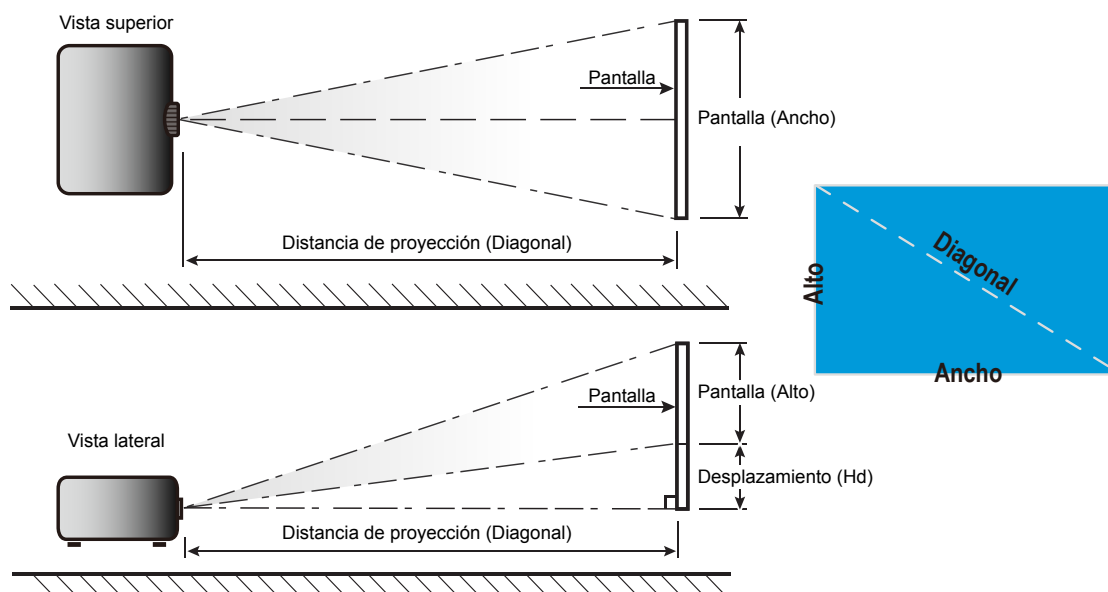 Vista superior
Pantalla
Pantalla (Ancho)
Distancia de proyección (Diagonal)
Diagonal
Alto
Ancho
Pantalla (Alto)
Pantalla
Vista lateral
Desplazamiento (Hd)
Distancia de proyección (Diagonal)